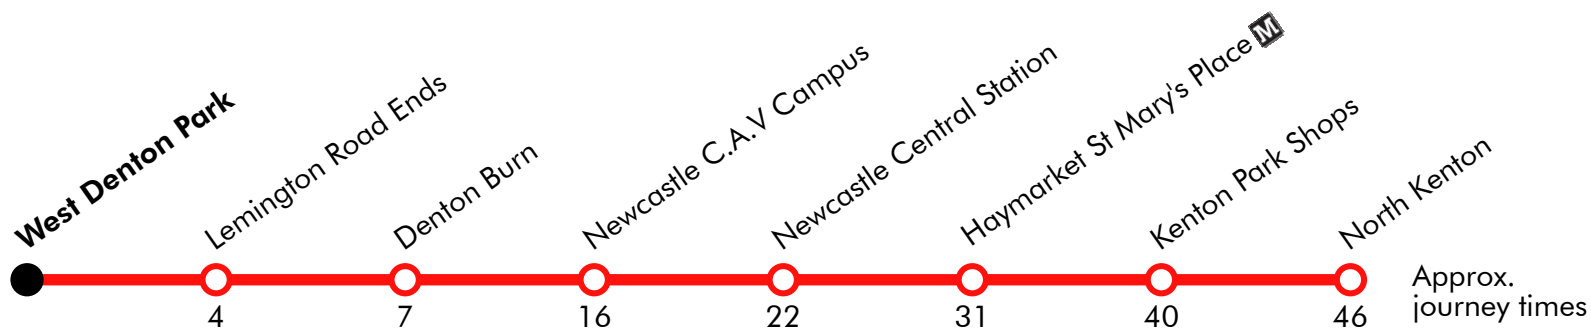 West Denton Park
Lemington Road Ends
Denton Burn
Newcastle C.A.V Campus
Newcastle Central Station
Haymarket St Mary's Place M
Kenton Park Shops
North Kenton
4
7
16
22
31
40
46
Approx.
journey times